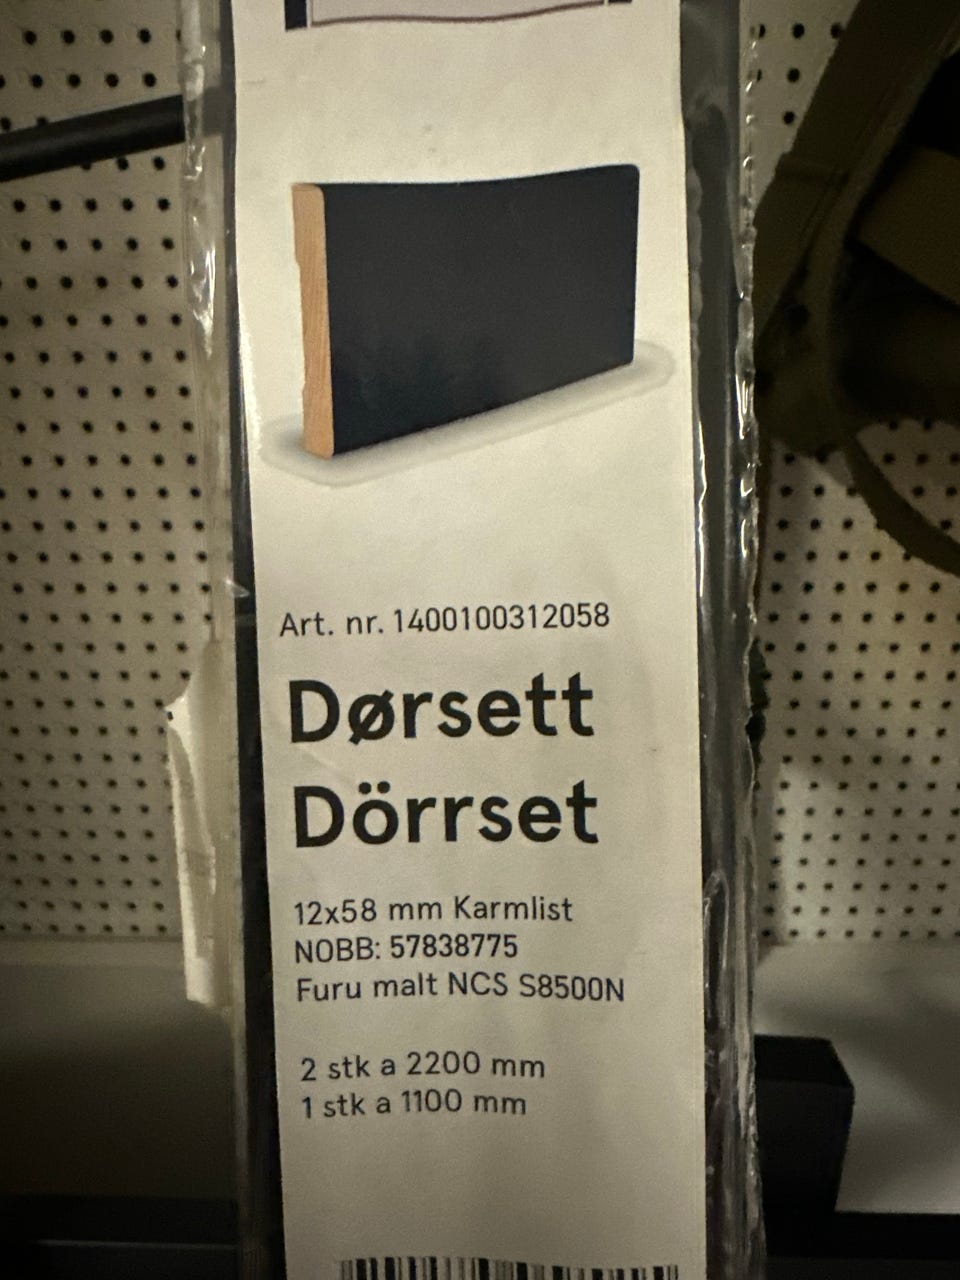 Art. nr. 1400100312058
Dørsett
Dörrset
12x58 mm Karmlist
NOBB: 57838775
Furu malt NCS S8500N
2 stk a 2200 mm
1 stk a 1100 mm